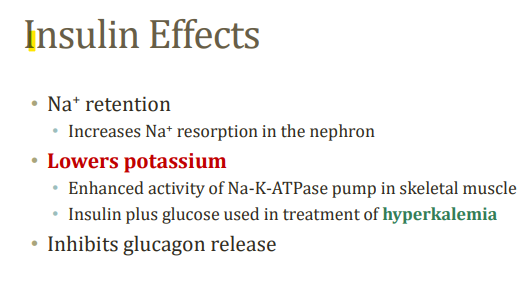 Insulin Effects
• Na⁺ retention
• Increases Na⁺ resorption in the nephron
• Lowers potassium
• Enhanced activity of Na-K-ATPase pump in skeletal muscle
• Insulin plus glucose used in treatment of hyperkalemia
• Inhibits glucagon release